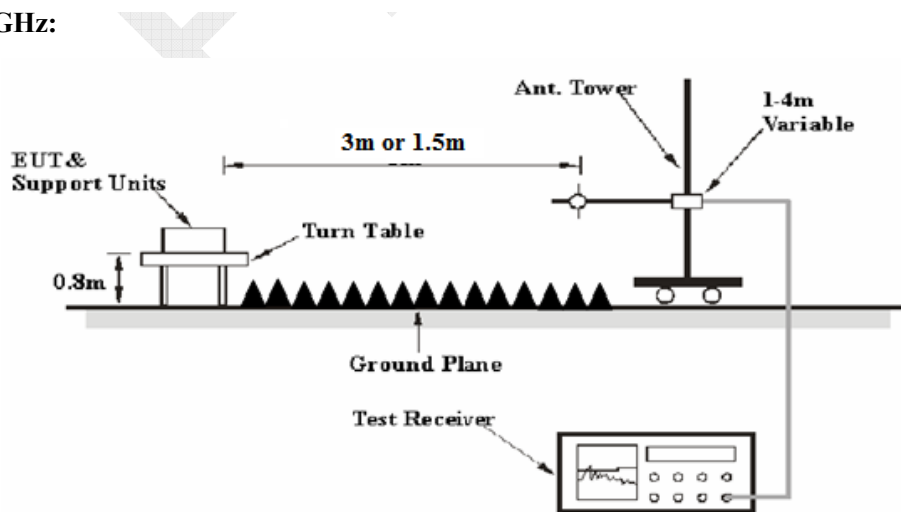 GHz:
Ant. Tower
1-4m
Variable
3m or 1.5m
EUT&
Support Units
Turn Table
0.8m
Ground Plane
Test Receiver